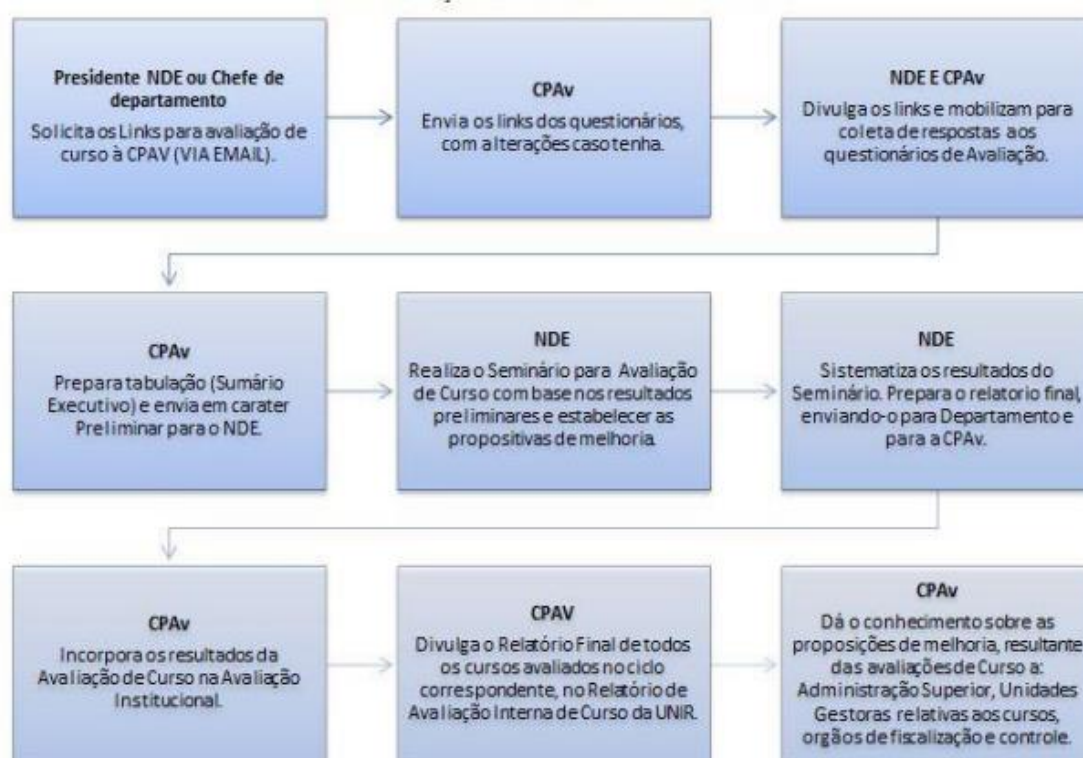 Presidente NDE ou Chefe de
departamento
Solicita os Links para avaliação de
curso à CPAV (VIA EMAIL).
CPAv
Envia os links dos questionários,
com alterações caso tenha.
NDE E CPAv
Divulga os links e mobilizam para
coleta de respostas aos
questionários de Avaliação.
CPAv
Prepara tabulação (Sumário
Executivo) e envia em carater
Preliminar para o NDE.
NDE
Realiza o Seminário para Avaliação
de Curso com base nos resultados
preliminares e estabelecer as
propositivas de melhoria.
NDE
Sistematiza os resultados do
Seminário. Prepara o relatorio final,
enviando-o para Departamento e
para a CPAv.
CPAv
Incorpora os resultados da
Avaliação de Curso na Avaliação
Institucional.
CPAV
Divulga o Relatório Final de todos
os cursos avaliados no ciclo
correspondente, no Relatório de
Avaliação Interna de Curso da UNIR.
CPAv
Dá o conhecimento sobre as
proposições de melhoria, resultante
das avaliações de Curso a:
Administração Superior, Unidades
Gestoras relativas aos cursos,
orgãos de fiscalização e controle.